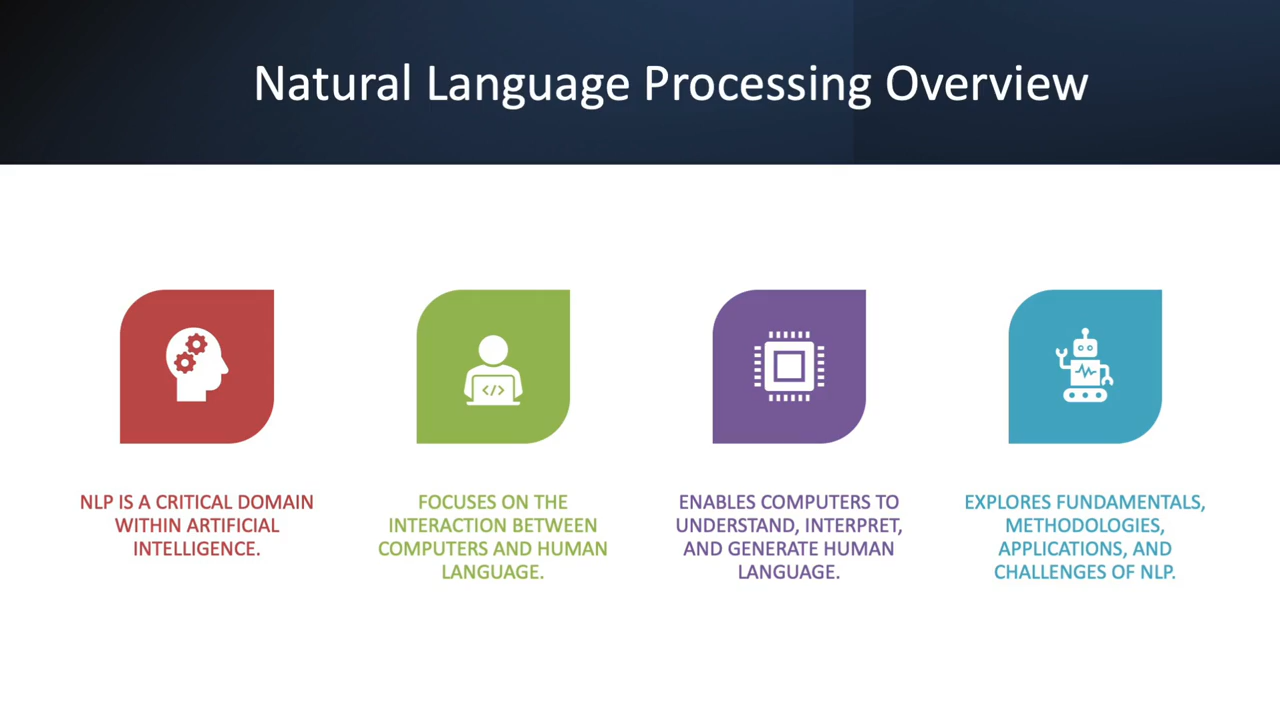 Natural Language Processing Overview
</>
NLP IS A CRITICAL DOMAIN
WITHIN ARTIFICIAL
INTELLIGENCE.
FOCUSES ON THE
INTERACTION BETWEEN
COMPUTERS AND HUMAN
LANGUAGE.
ENABLES COMPUTERS TO
UNDERSTAND, INTERPRET,
AND GENERATE HUMAN
LANGUAGE.
EXPLORES FUNDAMENTALS,
METHODOLOGIES,
APPLICATIONS, AND
CHALLENGES OF NLP.